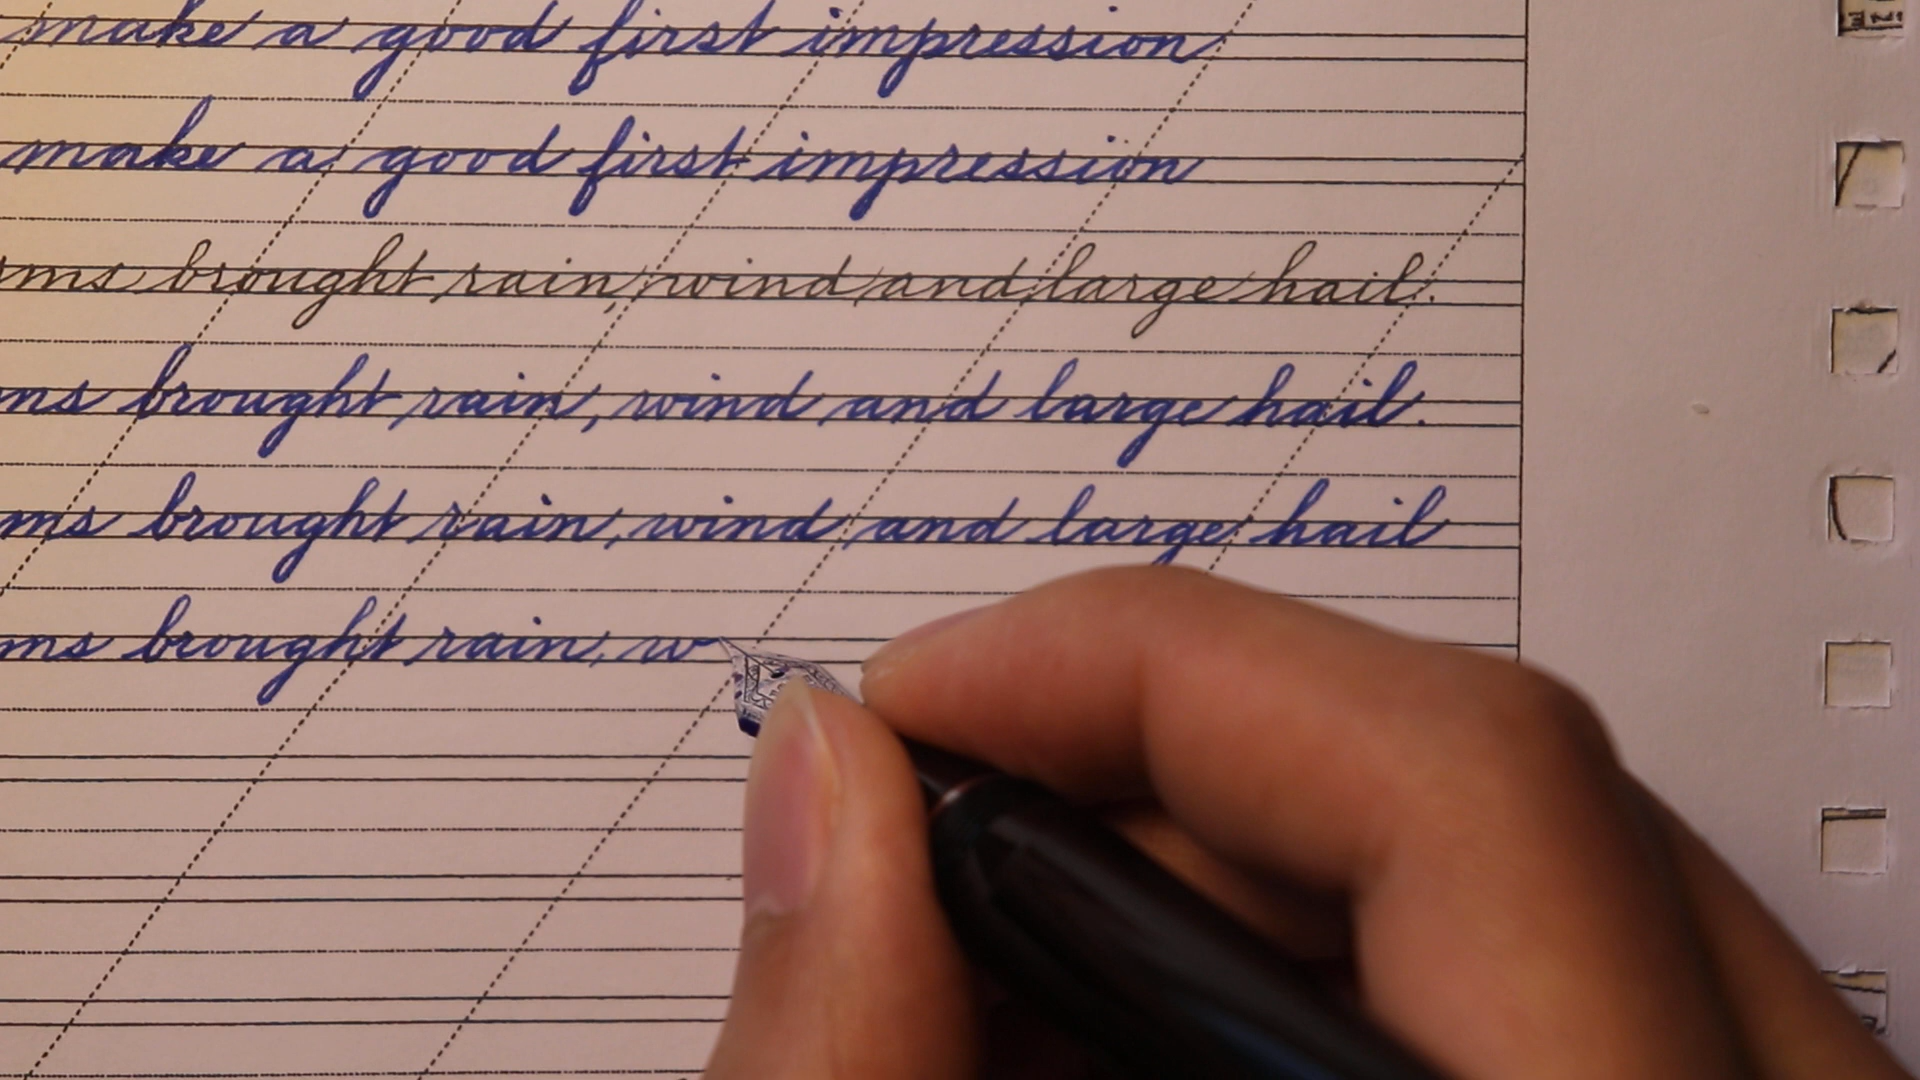 make a good first impression
make a good first impression
ms brought rain, wind and large hail.
ms brought rain, wind and large hail.
ms brought rain, wind and large hail
ms brought rain, w